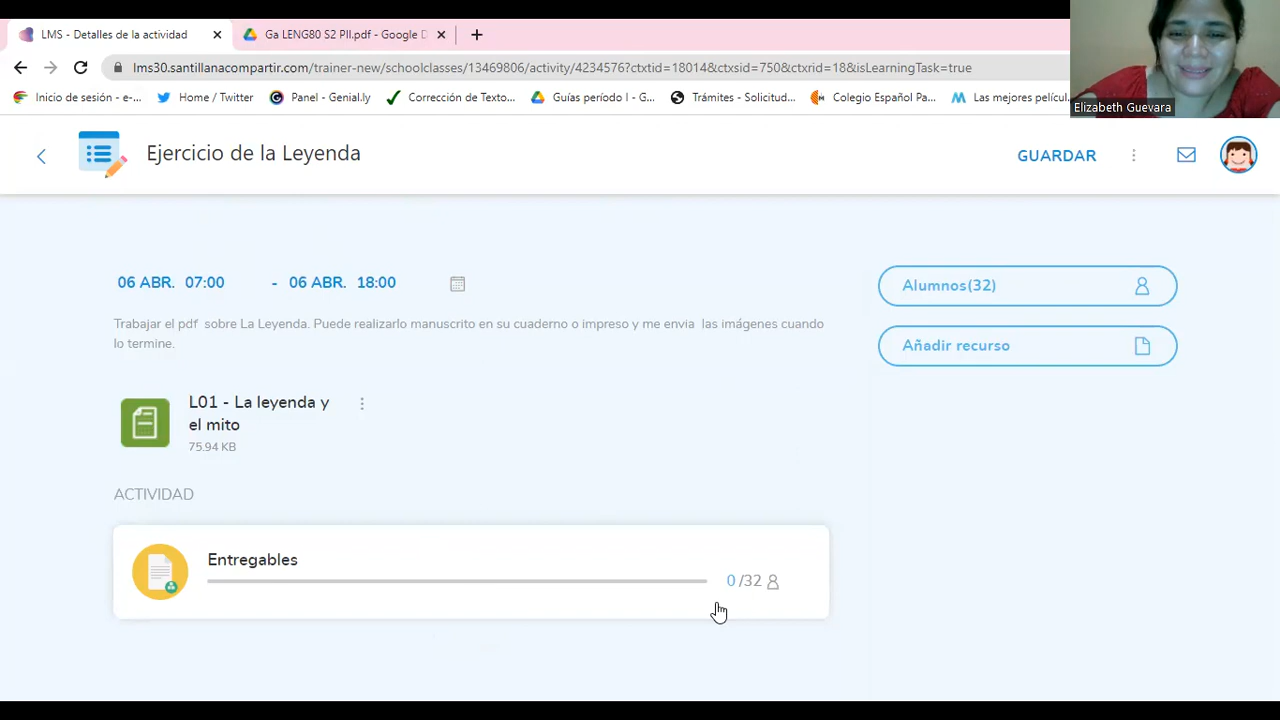 LMS - Detalles de la actividad
Ga LENG80 S2 PII.pdf - Google D
lms30.santillanacompartir.com/trainer-new/schoolclasses/13469806/activity/4234576?ctxtid=18014&ctxsid=750&ctxrid=18&isLearningTask=true
Inicio de sesión - e-... Home / Twitter Panel - Genial.ly Corrección de Texto... Guías período I - G... Trámites - Solicitud... Colegio Español Pa... Las mejores películ...
Elizabeth Guevara
Ejercicio de la Leyenda
GUARDAR
06 ABR. 07:00 - 06 ABR. 18:00
Trabajar el pdf sobre La Leyenda. Puede realizarlo manuscrito en su cuaderno o impreso y me envia las imágenes cuando
lo termine.
Alumnos(32)
Añadir recurso
L01 - La leyenda y
el mito
75.94 KB
ACTIVIDAD
Entregables
0 /32